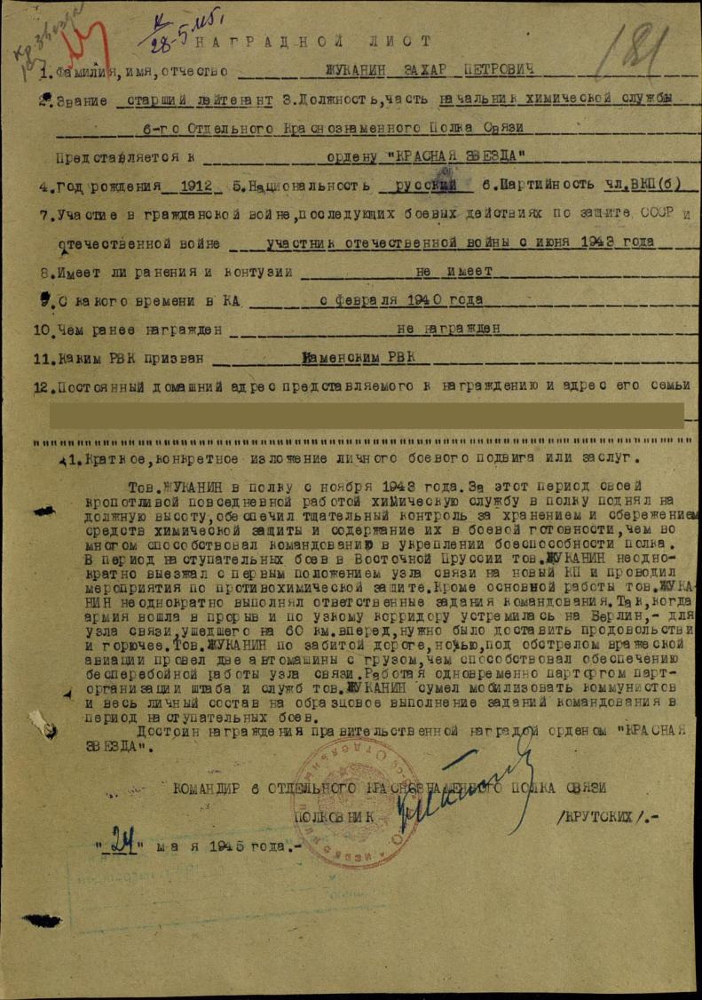 Кр звезда
н/28-5
181
НАГРАДНОЙ ЛИСТ
1.Фамилия,имя,отчество ЖУКАНИН ЗАХАР ПЕТРОВИЧ
2.Звание старший лейтенант 3.Должность,часть начальник химической службы
6-го Отдельного Краснознаменного Полка Связи
Представляется к ордену "КРАСНАЯ ЗВЕЗДА"
4.Год рождения 1912 5.Национальность русский 6.Партийность чл.ВКП(б)
7.Участие в гражданской войне,последующих боевых действиях по защите СССР и
отечественной войне участник отечественной войны с июня 1943 года
8.Имеет ли ранения и контузии не имеет
9.С какого времени в КА с февраля 1940 года
10.Чем ранее награжден не награжден
11.Каким РВК призван Каменским РВК
12.Постоянный домашний адрес представляемого к награждению и адрес его семьи
1.Краткое,конкретное изложение личного боевого подвига или заслуг.
Тов.ЖУКАНИН в полку с ноября 1943 года.За этот период своей
кропотливой повседневной работой химическую службу в полку поднял на
должную высоту,обеспечил тщательный контроль за хранением и сбережением
средств химической защиты и содержание их в боевой готовности,чем во
многом способствовал командованию в укреплении боеспособности полка.
В период наступательных боев в Восточной Пруссии тов.ЖУКАНИН неодно-
кратно выезжал с первым положением узла связи на новый КП и проводил
мероприятия по противохимической защите.Кроме основной работы тов.ЖУКА-
НИН неоднократно выполнял ответственные задания командования.Так,когда
армия вошла в прорыв и по узкому корридору устремилась на Берлин,- для
узла связи,ушедшего на 60 км.вперед,нужно было доставить продовольстви
и горючее.Тов.ЖУКАНИН по забитой дороге,ночью,под обстрелом вражеской
авиации провел две автомашины с грузом,чем способствовал обеспечению
бесперебойной работы узла связи.Работая одновременно парторгом парт-
организации штаба и служб тов.ЖУКАНИН сумел мобилизовать коммунистов
и весь личный состав на образцовое выполнение заданий командования в
период наступательных боев.
Достоин награждения правительственной наградой орденом "КРАСНАЯ
ЗВЕЗДА".
КОМАНДИР 6 ОТДЕЛЬНОГО КРАСНОЗНАМЕННОГО ПОЛКА СВЯЗИ
ПОЛКОВНИК /КРУТСКИХ/.-
"24" мая 1945 года.-